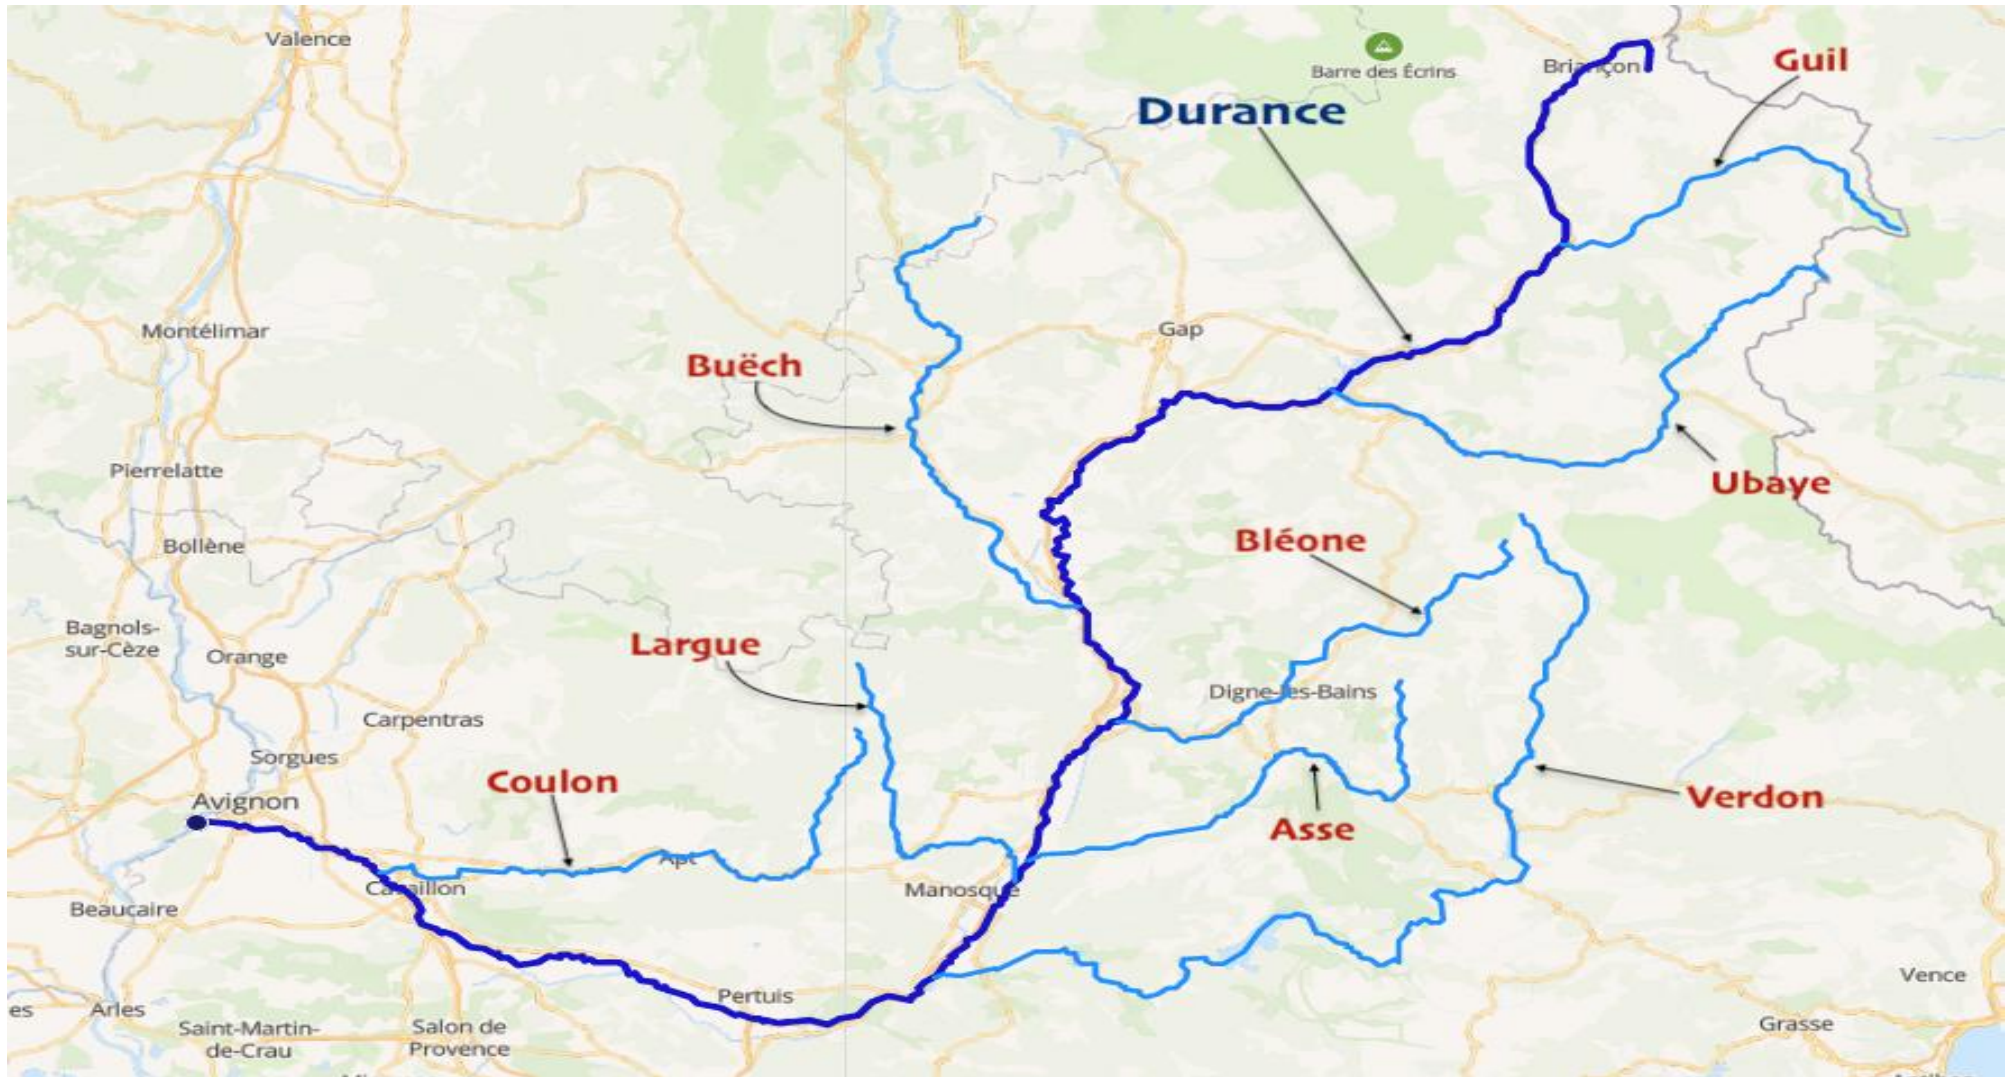 Valence
Barre des Écrins
Briançon
Guil
Durance
Montélimar
Gap
Buëch
Pierrelatte
Ubaye
Bollène
Bléone
Bagnols-
sur-Cèze
Orange
Largue
Digne-les-Bains
Carpentras
Sorgues
Coulon
Avignon
Verdon
Asse
Apt
Cavaillon
Manosque
Beaucaire
Vence
Pertuis
es
Arles
Saint-Martin-
de-Crau
Salon de
Provence
Grasse